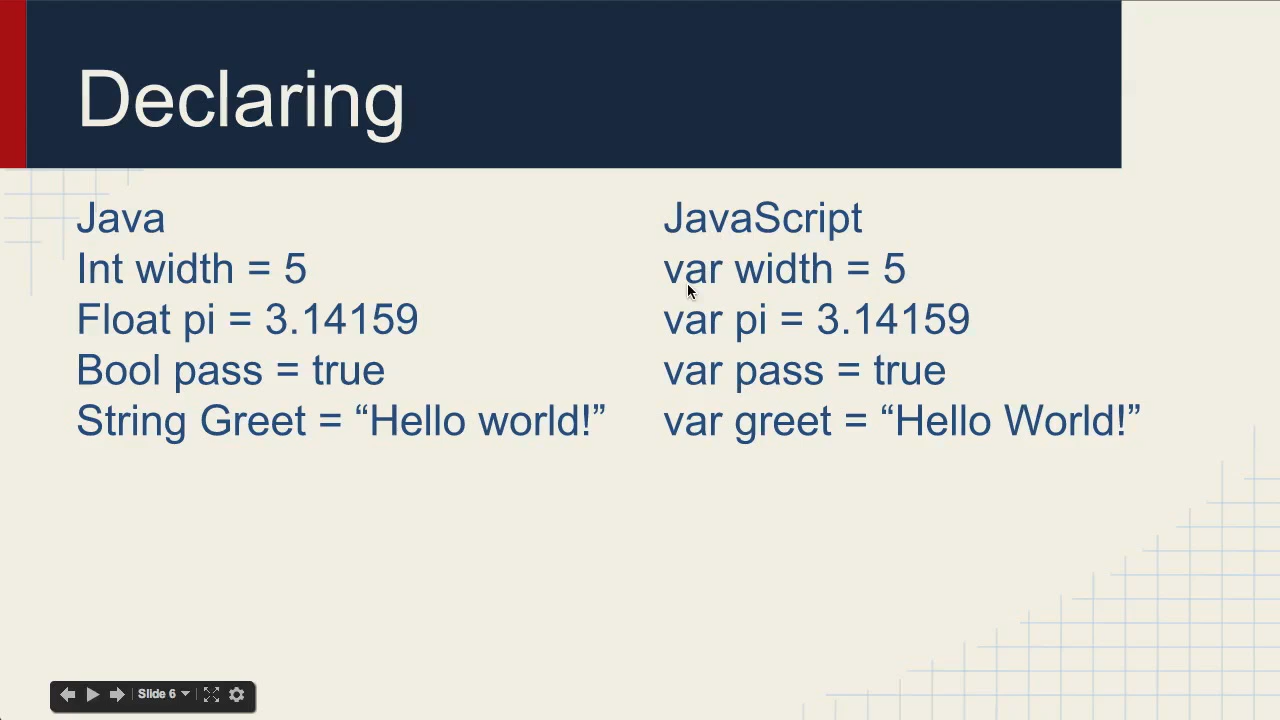 Declaring
Java
Int width = 5
Float pi = 3.14159
Bool pass = true
String Greet = “Hello world!”
JavaScript
var width = 5
var pi = 3.14159
var pass = true
var greet = “Hello World!”
Slide 6